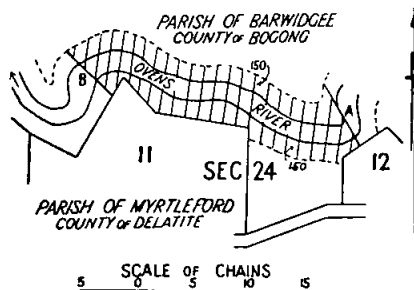 PARISH OF BARWIDGEE
COUNTY OF BOGONG
150
B
OVENS
RIVER
A
11
SEC 24
150
12
PARISH OF MYRTLEFORD
COUNTY OF DELATITE
SCALE OF CHAINS
5 0 5 10 15